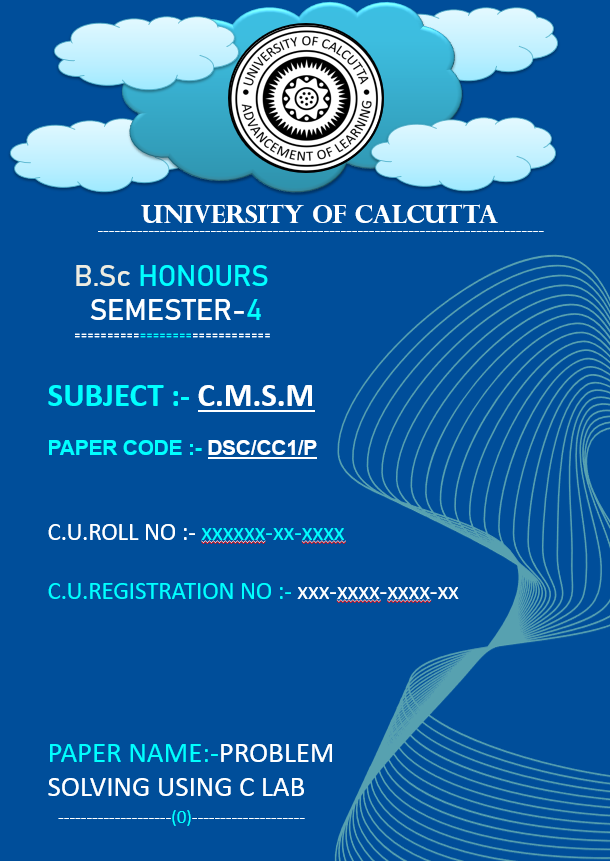 UNIVERSITY OF CALCUTTA
ADVANCEMENT OF LEARNING
UNIVERSITY OF CALCUTTA
B.Sc HONOURS
SEMESTER-4
SUBJECT :- C.M.S.M
PAPER CODE :- DSC/CC1/P
C.U.ROLL NO :- xxxxxx-xx-xxxx
C.U.REGISTRATION NO :- xxx-xxxx-xxxx-xx
PAPER NAME:-PROBLEM
SOLVING USING C LAB
--------------------(0)--------------------